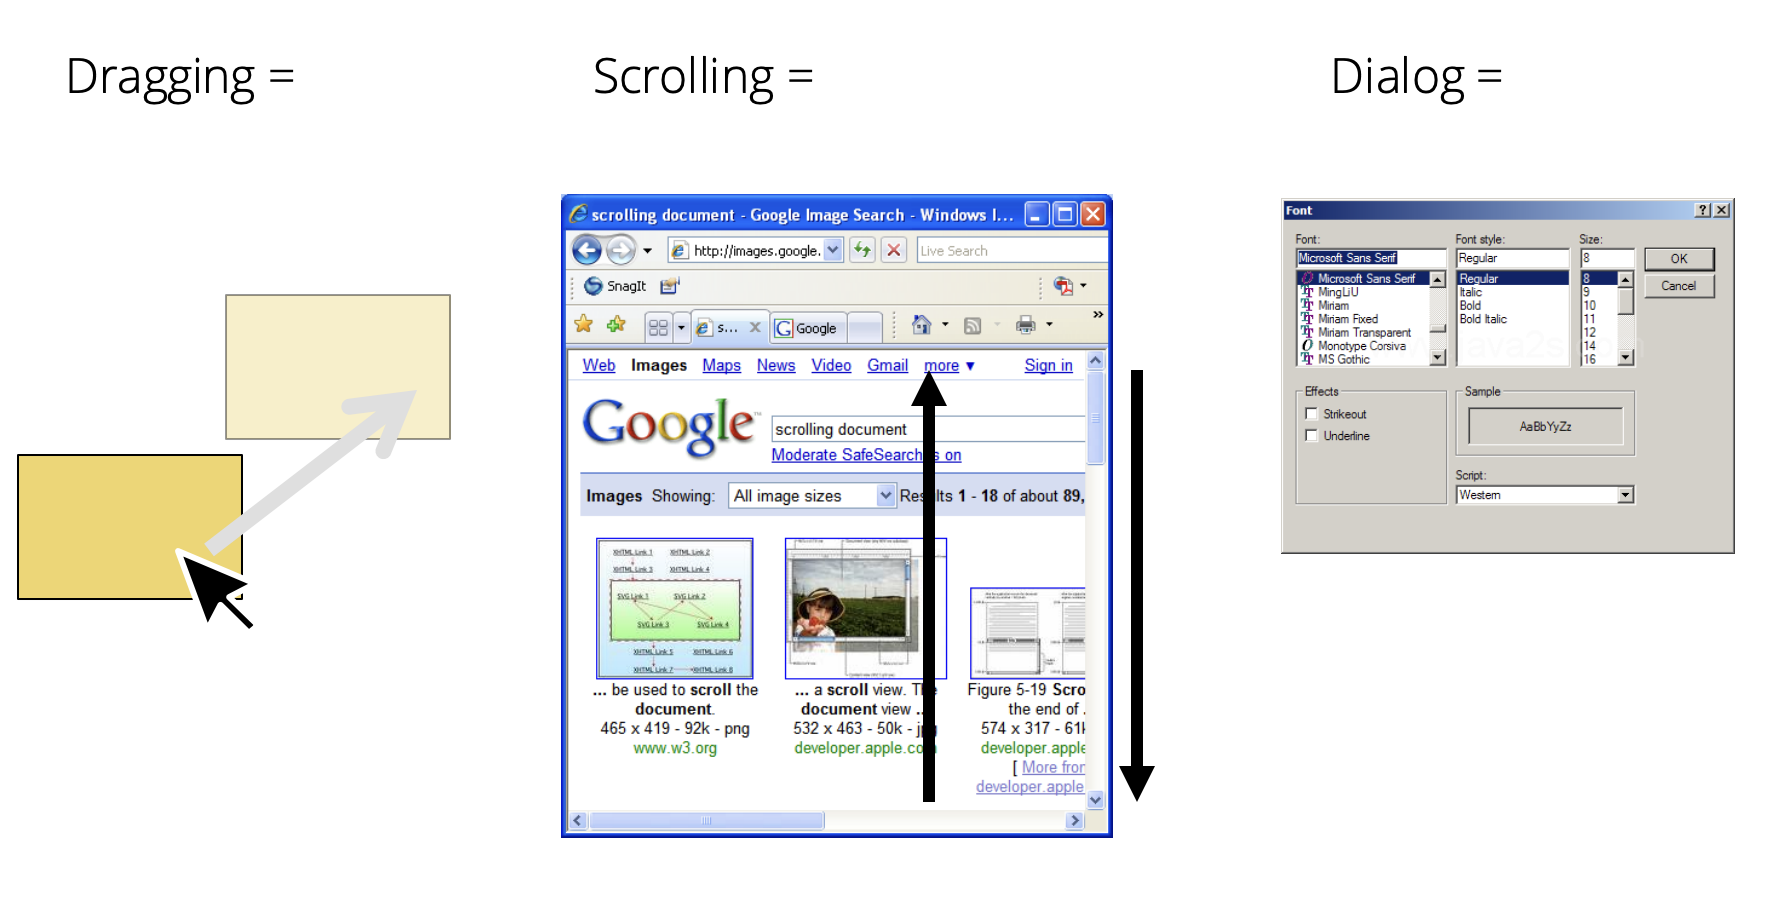 Dragging =
Scrolling =
Dialog =
scrolling document - Google Image Search - Windows I...
http://images.google.
Live Search
SnagIt
s...
Google
Web Images Maps News Video Gmail more ▼ Sign in
Google
scrolling document
Moderate SafeSearch is on
Images Showing: All image sizes Results 1 - 18 of about 89,
XHTML Link 1 XHTML Link 2
XHTML Link 3 XHTML Link 4
SVG Link 1 SVG Link 2
SVG Link 3 SVG Link 4
XHTML Link 5 XHTML Link 6
XHTML Link 7 XHTML Link 8
... be used to scroll the
document.
465 x 419 - 92k - png
www.w3.org
... a scroll view. The
document view ...
532 x 463 - 50k - jpg
developer.apple.com
Figure 5-19 Scro
the end of .
574 x 317 - 61k
developer.apple
[ More from
developer.apple.
Font
Font:
Microsoft Sans Serif
Microsoft Sans Serif
MingLiU
Miriam
Miriam Fixed
Miriam Transparent
Monotype Corsiva
MS Gothic
Font style:
Regular
Regular
Italic
Bold
Bold Italic
Size:
8
8
9
10
11
12
14
16
OK
Cancel
Effects
Strikeout
Underline
Sample
AaBbYyZz
Script:
Western